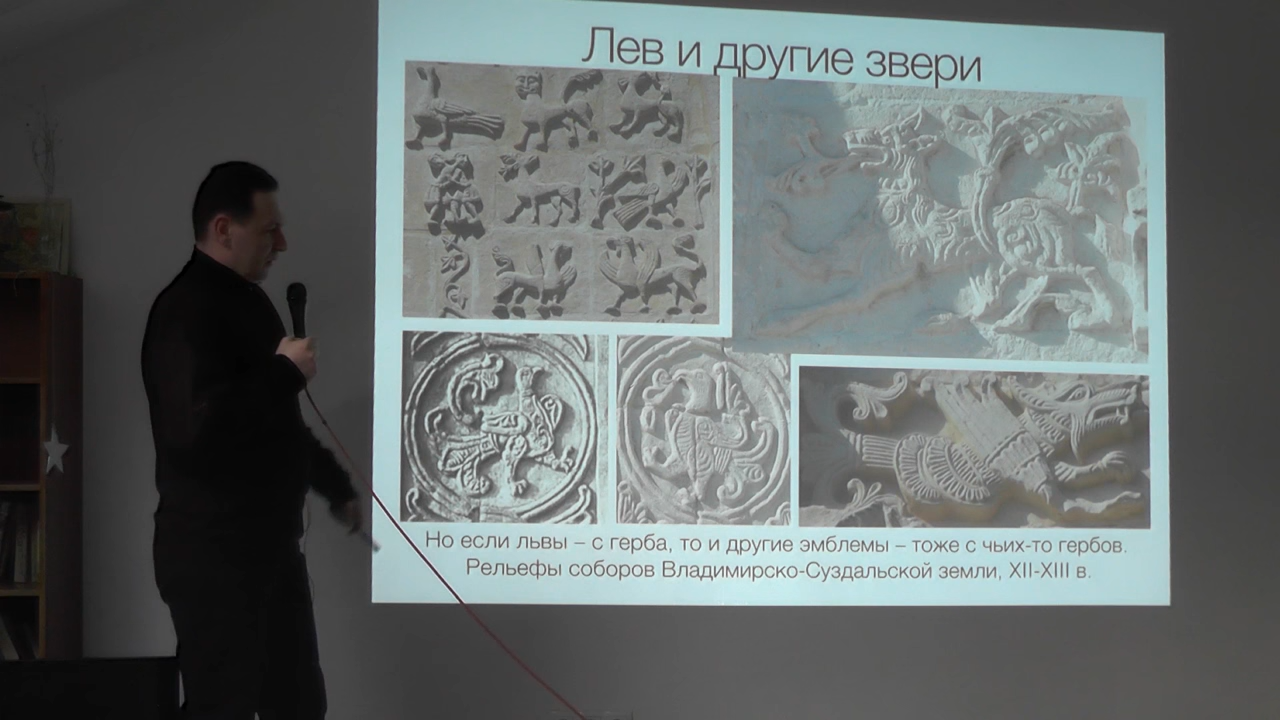 Лев и другие звери
Но если львы – с герба, то и другие эмблемы – тоже с чьих-то гербов.
Рельефы соборов Владимирско-Суздальской земли, XII-XIII в.